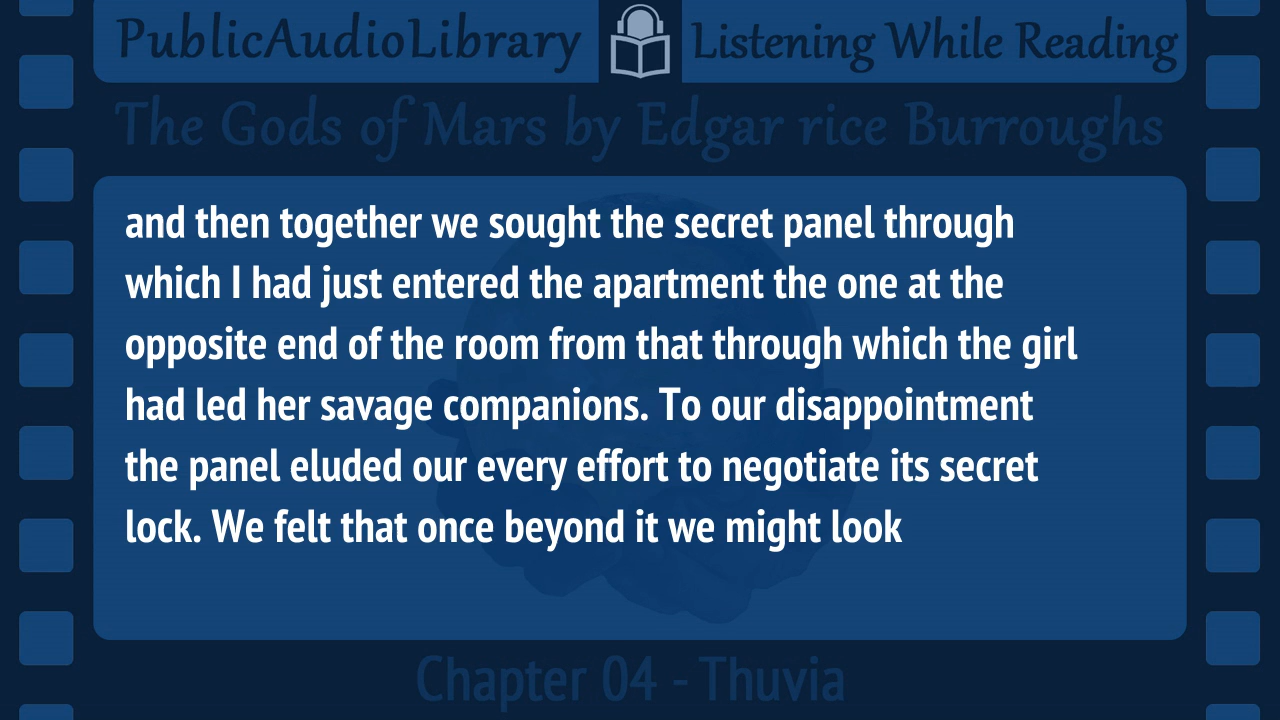 PublicAudioLibrary Listening While Reading
The Gods of Mars by Edgar rice Burroughs
and then together we sought the secret panel through
which I had just entered the apartment the one at the
opposite end of the room from that through which the girl
had led her savage companions. To our disappointment
the panel eluded our every effort to negotiate its secret
lock. We felt that once beyond it we might look
Chapter 04 - Thuvia